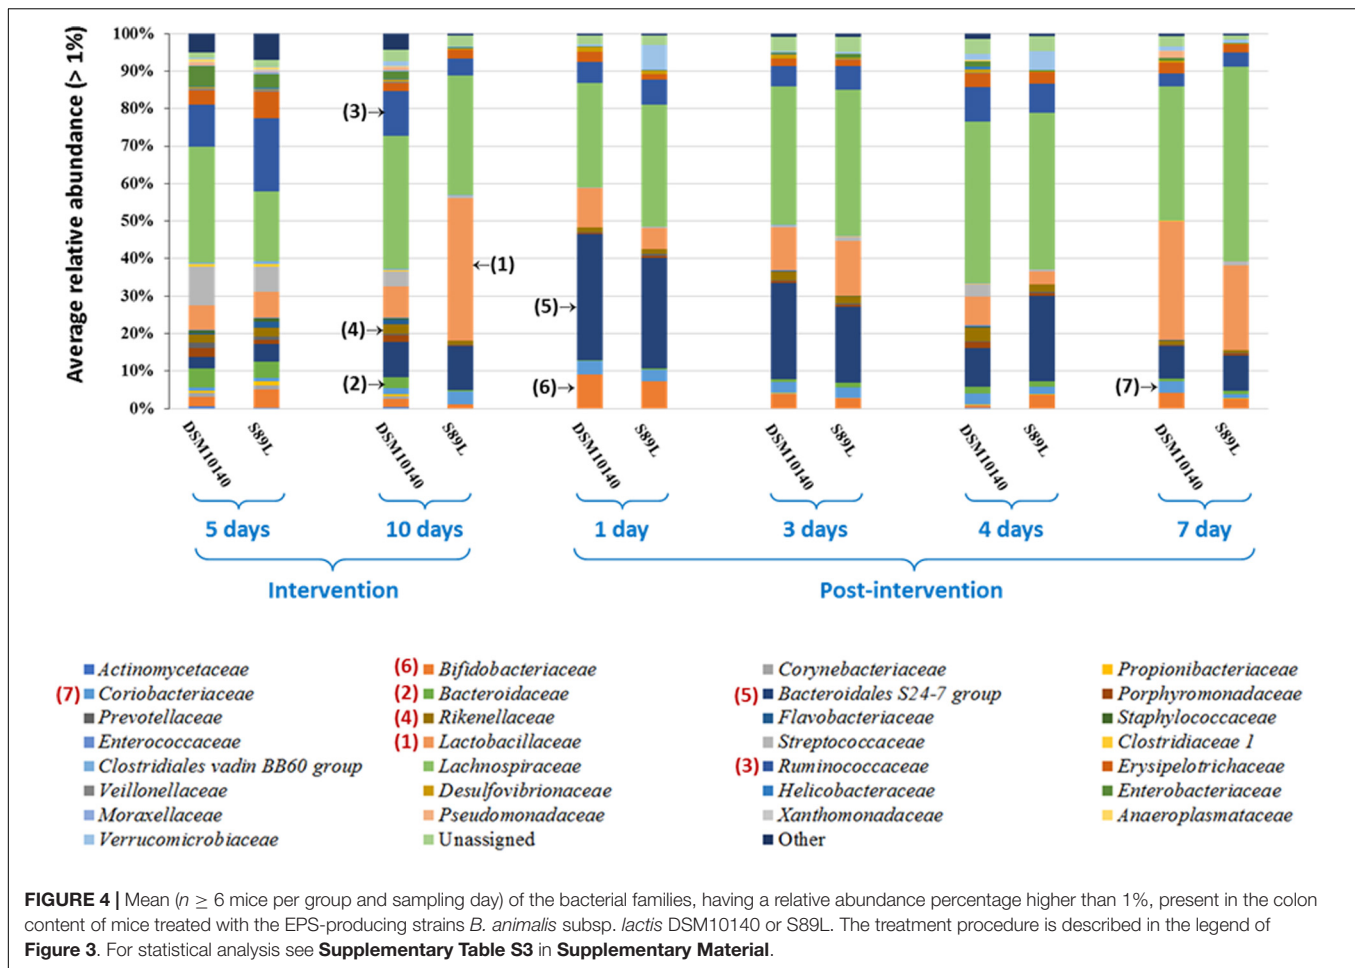 Average relative abundance (> 1%)
100%
90%
80%
70%
60%
50%
40%
30%
20%
10%
0%
(3)
(1)
(5)
(4)
(2)
(6)
(7)
DSM10140
S89L
DSM10140
S89L
DSM10140
S89L
DSM10140
S89L
DSM10140
S89L
DSM10140
S89L
5 days
10 days
1 day
3 days
4 days
7 day
Intervention
Post-intervention
Actinomycetaceae
(6) Bifidobacteriaceae
Corynebacteriaceae
Propionibacteriaceae
(7) Coriobacteriaceae
(2) Bacteroidaceae
(5) Bacteroidales S24-7 group
Porphyromonadaceae
Prevotellaceae
(4) Rikenellaceae
Flavobacteriaceae
Staphylococcaceae
Enterococcaceae
(1) Lactobacillaceae
Streptococcaceae
Clostridiaceae 1
Clostridiales vadin BB60 group
Lachnospiraceae
(3) Ruminococcaceae
Erysipelotrichaceae
Veillonellaceae
Desulfovibrionaceae
Helicobacteraceae
Enterobacteriaceae
Moraxellaceae
Pseudomonadaceae
Xanthomonadaceae
Anaeroplasmataceae
Verrucomicrobiaceae
Unassigned
Other
FIGURE 4 | Mean (n ≥ 6 mice per group and sampling day) of the bacterial families, having a relative abundance percentage higher than 1%, present in the colon
content of mice treated with the EPS-producing strains B. animalis subsp. lactis DSM10140 or S89L. The treatment procedure is described in the legend of
Figure 3. For statistical analysis see Supplementary Table S3 in Supplementary Material.